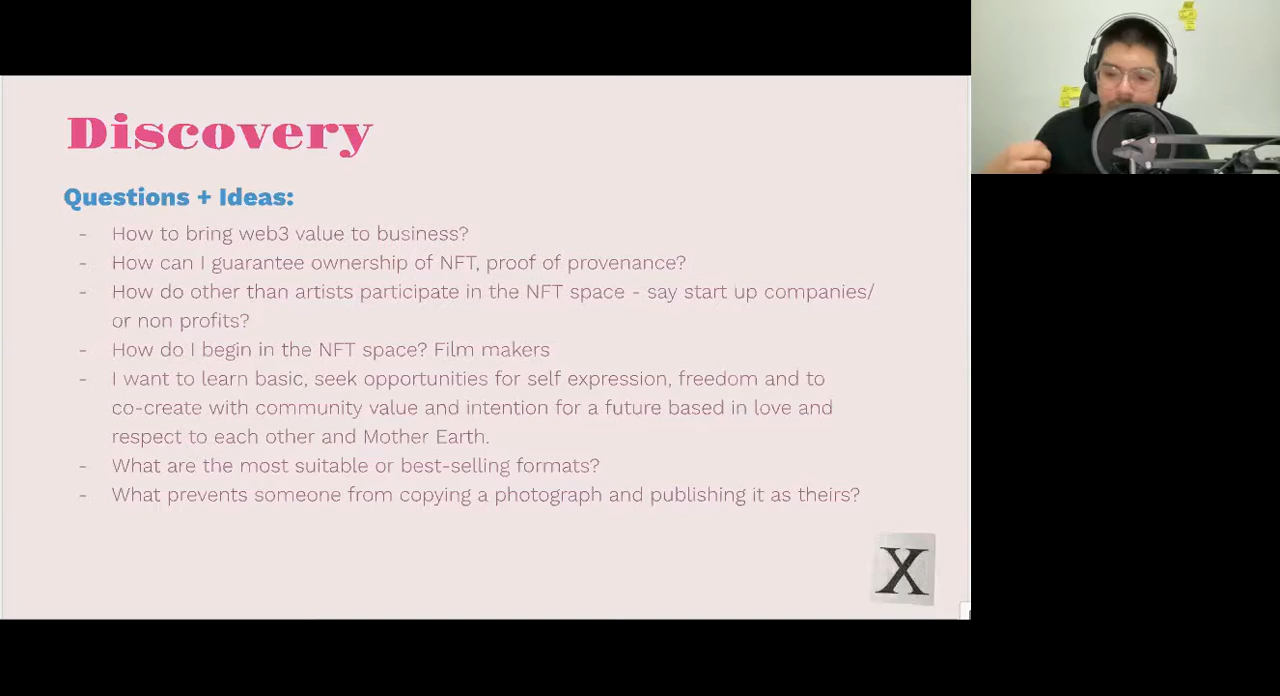 Discovery
Questions + Ideas:
- How to bring web3 value to business?
- How can I guarantee ownership of NFT, proof of provenance?
- How do other than artists participate in the NFT space - say start up companies/
or non profits?
- How do I begin in the NFT space? Film makers
- I want to learn basic, seek opportunities for self expression, freedom and to
co-create with community value and intention for a future based in love and
respect to each other and Mother Earth.
- What are the most suitable or best-selling formats?
- What prevents someone from copying a photograph and publishing it as theirs?
X